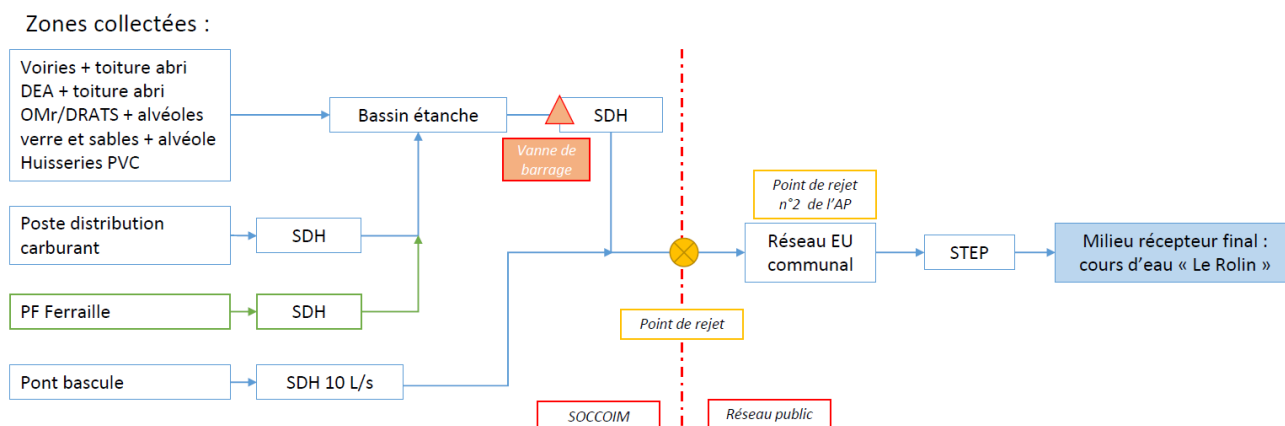 Zones collectées :
Voiries + toiture abri
DEA + toiture abri
OMr/DRATS + alvéoles
verre et sables + alvéole
Huisseries PVC
Bassin étanche
SDH
Vanne de
barrage
Poste distribution
carburant
SDH
Point de rejet
n°2 de l'AP
Réseau EU
communal
STEP
Milieu récepteur final :
cours d'eau « Le Rolin »
PF Ferraille
SDH
Point de rejet
Pont bascule
SDH 10 L/s
SOCCOIM
Réseau public